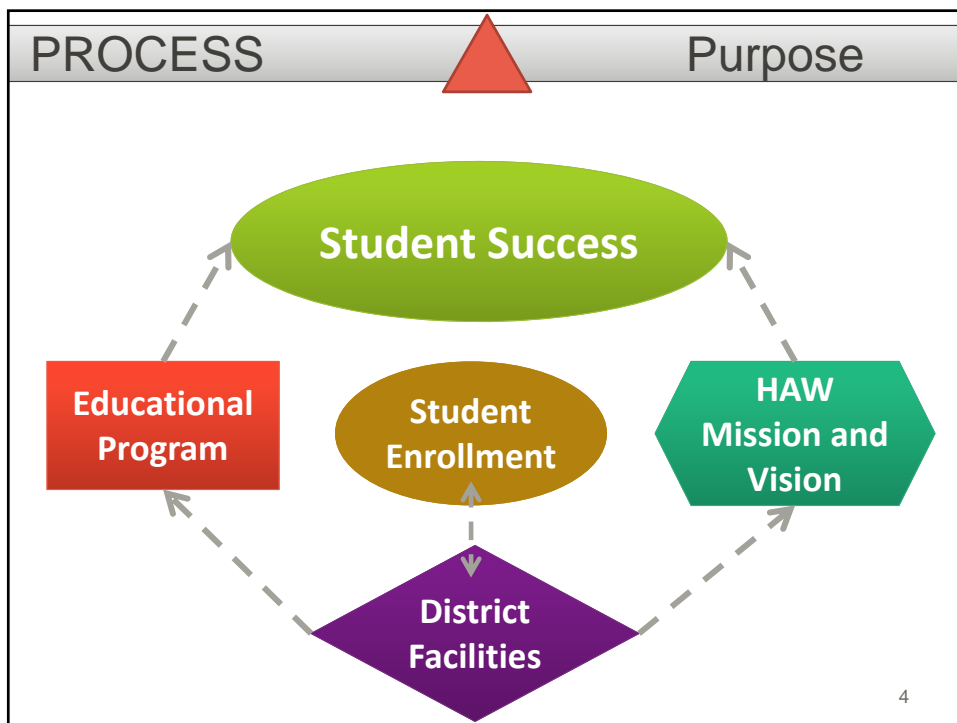 PROCESS
Purpose
Student Success
Educational
Program
Student
Enrollment
HAW
Mission and
Vision
District
Facilities
4